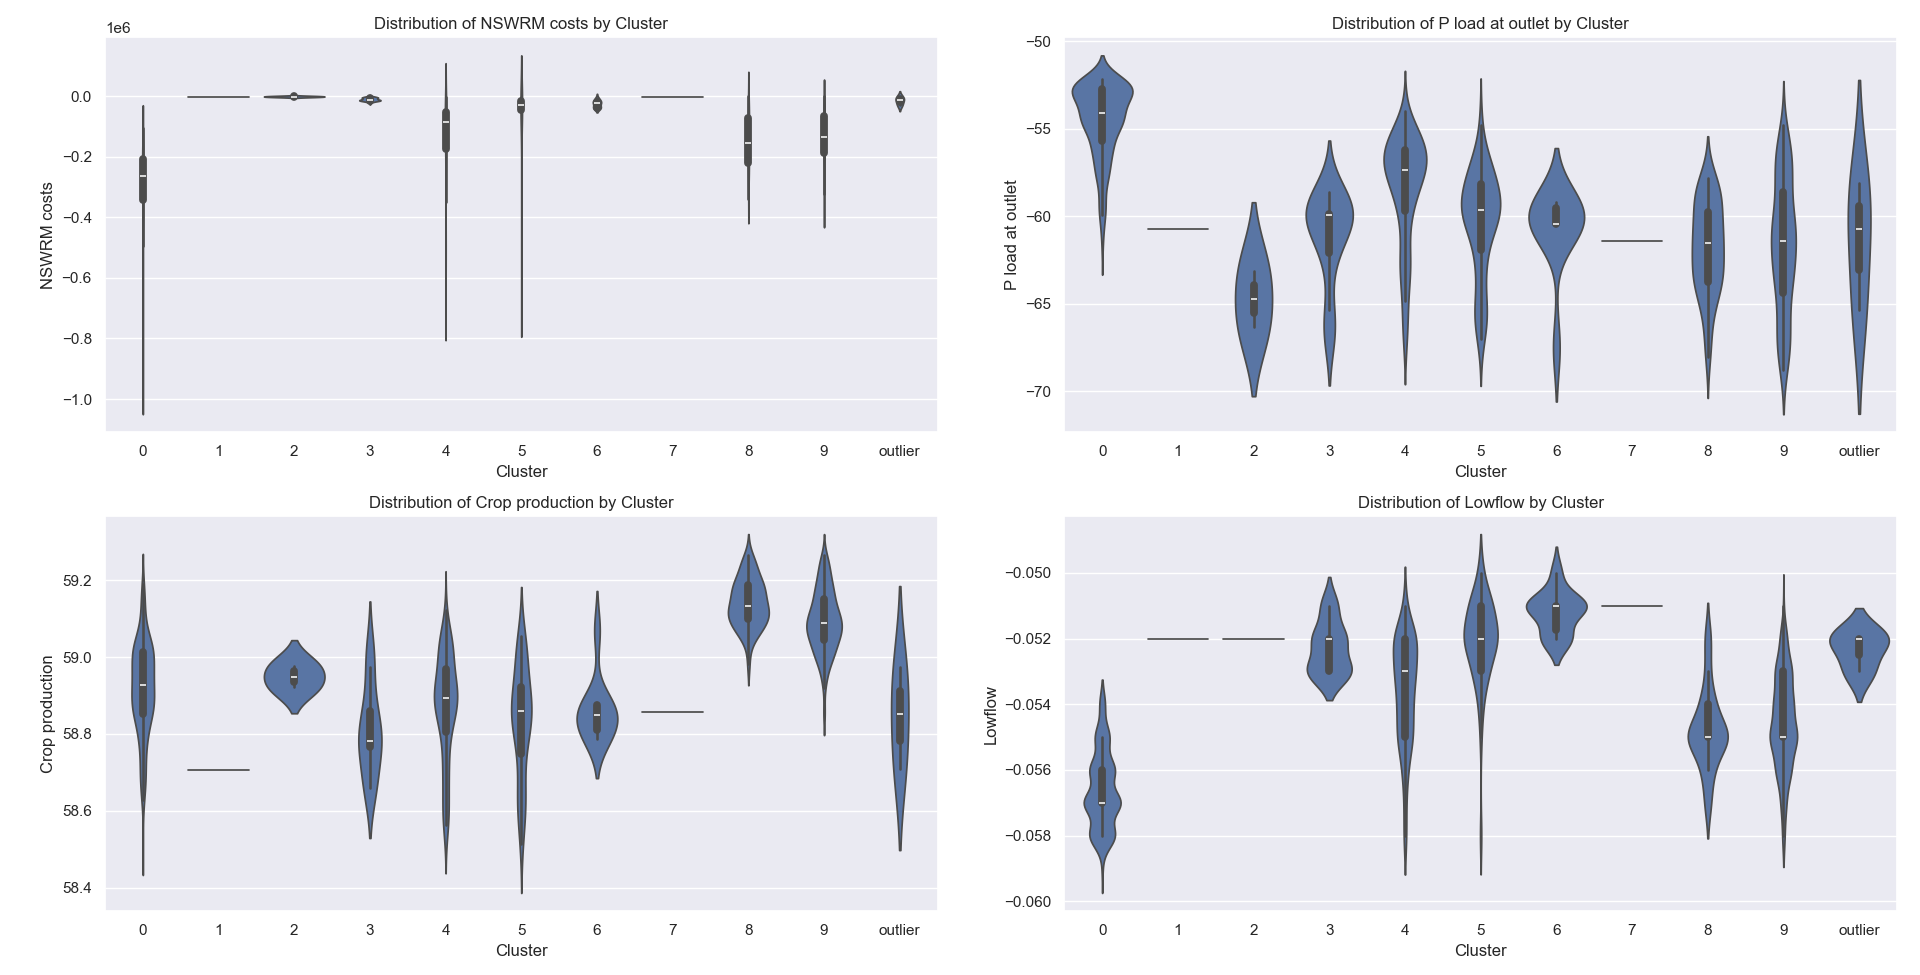 Distribution of NSWRM costs by Cluster
1e6
0.0
−0.2
−0.4
−0.6
−0.8
−1.0
NSWRM costs
0 1 2 3 4 5 6 7 8 9 outlier
Cluster
Distribution of P load at outlet by Cluster
−50
−55
−60
−65
−70
P load at outlet
0 1 2 3 4 5 6 7 8 9 outlier
Cluster
Distribution of Crop production by Cluster
59.2
59.0
58.8
58.6
58.4
Crop production
0 1 2 3 4 5 6 7 8 9 outlier
Cluster
Distribution of Lowflow by Cluster
−0.050
−0.052
−0.054
−0.056
−0.058
−0.060
Lowflow
0 1 2 3 4 5 6 7 8 9 outlier
Cluster